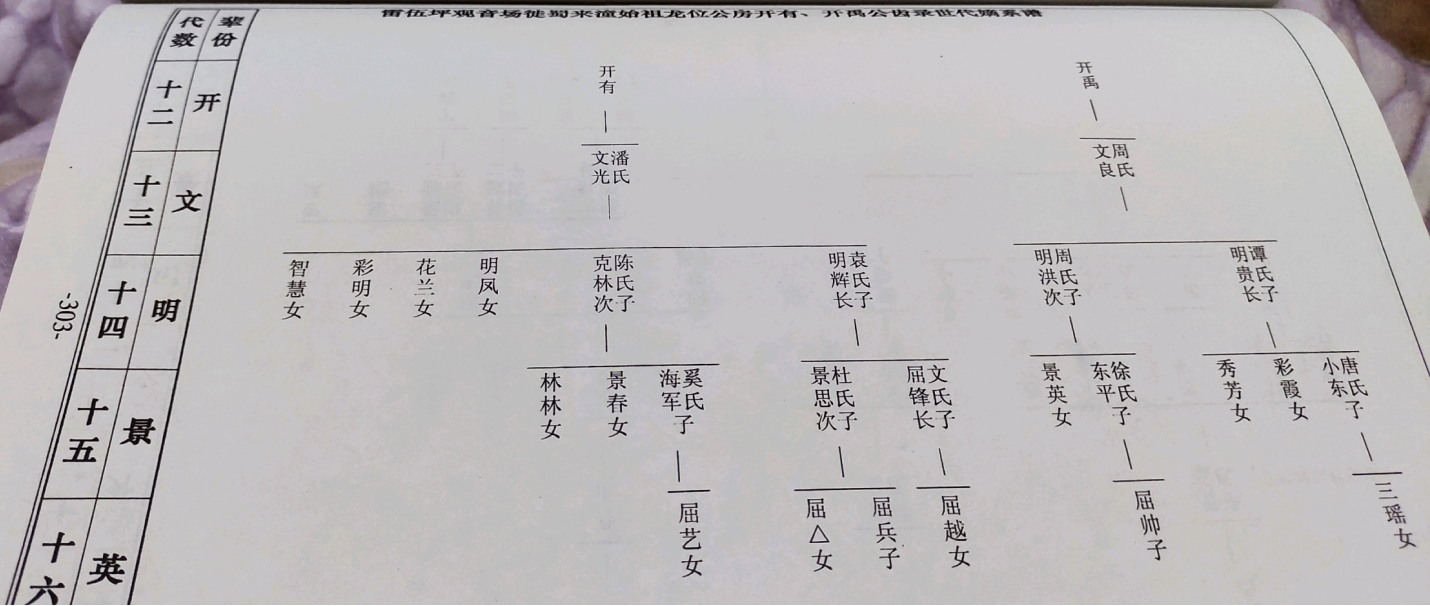 雷伍坪观音场徙蜀来潼始祖龙位公房开有、开禹公齿录世代嫡系谱
辈份
代数
开
十二
文
十三
明
十四
景
十五
英
十六
-303-
开禹
周氏
文良
谭氏子
明贵长
周氏子
明洪次
唐氏子
小东
彩霞女
秀芳女
徐氏子
东平
景英女
三瑶女
屈帅子
开有
潘氏
文光
袁氏子
明辉长
陈氏子
克林次
明凤女
花兰女
彩明女
智慧女
文氏子
屈锋长
杜氏子
景思次
奚氏子
海军
景春女
林林女
屈越女
屈兵子
屈△女
屈艺女